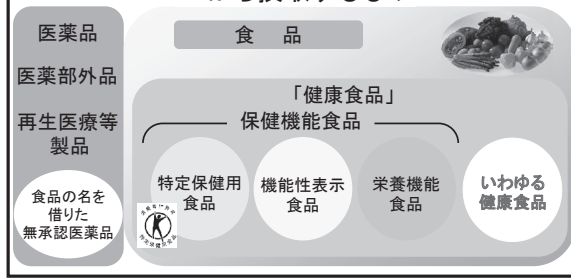 医薬品
医薬部外品
再生医療等
製品
食品の名を
借りた
無承認医薬品
食 品
「健康食品」
保健機能食品
特定保健用
食品
機能性表示
食品
栄養機能
食品
いわゆる
健康食品